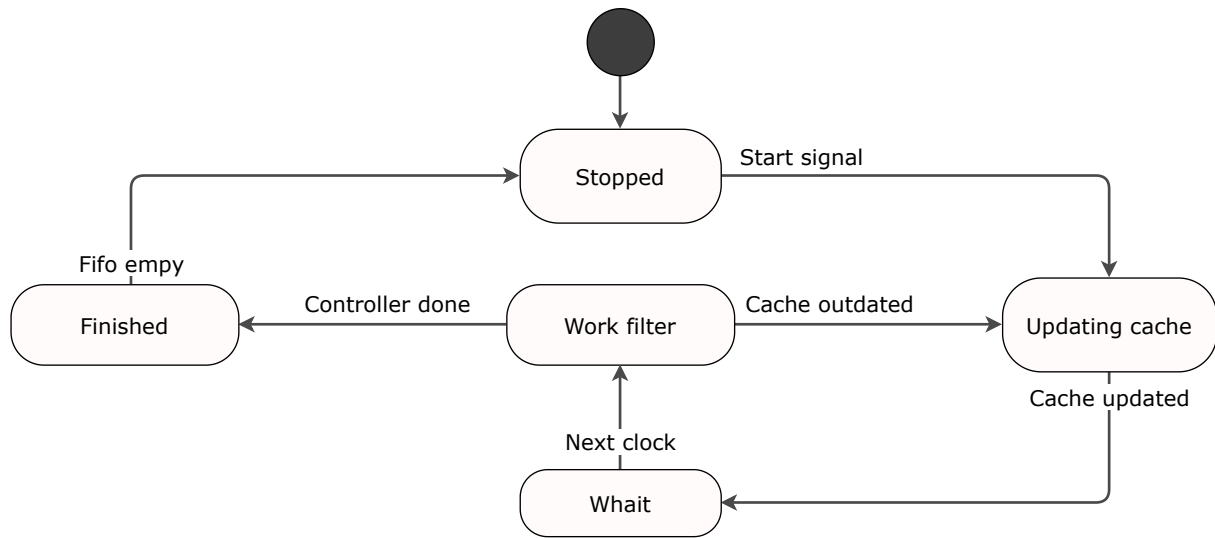 Stopped
Start signal
Fifo empy
Finished
Controller done
Work filter
Cache outdated
Updating cache
Cache updated
Next clock
Whait